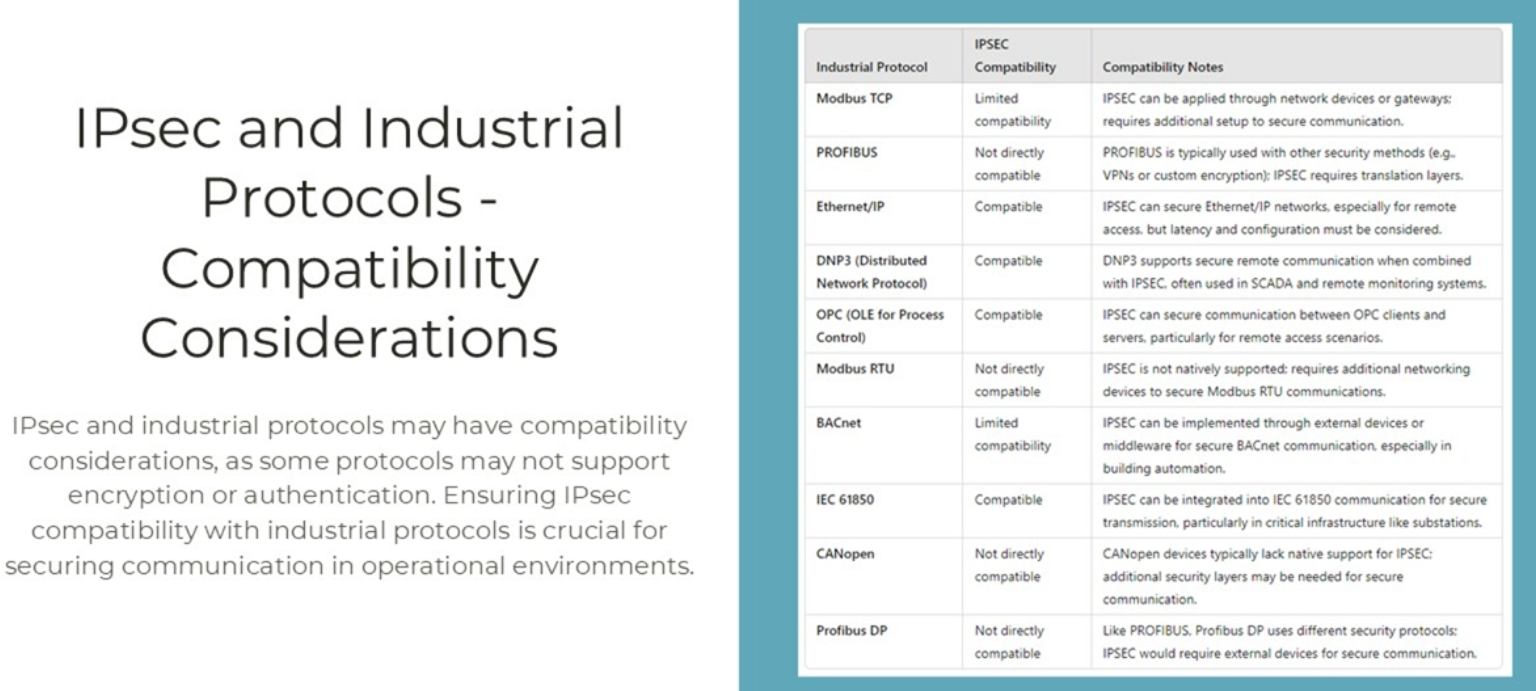 IPsec and Industrial
Protocols -
Compatibility
Considerations
IPsec and industrial protocols may have compatibility
considerations, as some protocols may not support
encryption or authentication. Ensuring IPsec
compatibility with industrial protocols is crucial for
securing communication in operational environments.
Industrial Protocol
IPSEC
Compatibility
Compatibility Notes
Modbus TCP
Limited
compatibility
IPSEC can be applied through network devices or gateways;
requires additional setup to secure communication.
PROFIBUS
Not directly
compatible
PROFIBUS is typically used with other security methods (e.g.,
VPNs or custom encryption); IPSEC requires translation layers.
Ethernet/IP
Compatible
IPSEC can secure Ethernet/IP networks, especially for remote
access, but latency and configuration must be considered.
DNP3 (Distributed
Network Protocol)
Compatible
DNP3 supports secure remote communication when combined
with IPSEC, often used in SCADA and remote monitoring systems.
OPC (OLE for Process
Control)
Compatible
IPSEC can secure communication between OPC clients and
servers, particularly for remote access scenarios.
Modbus RTU
Not directly
compatible
IPSEC is not natively supported; requires additional networking
devices to secure Modbus RTU communications.
BACnet
Limited
compatibility
IPSEC can be implemented through external devices or
middleware for secure BACnet communication, especially in
building automation.
IEC 61850
Compatible
IPSEC can be integrated into IEC 61850 communication for secure
transmission, particularly in critical infrastructure like substations.
CANopen
Not directly
compatible
CANopen devices typically lack native support for IPSEC;
additional security layers may be needed for secure
communication.
Profibus DP
Not directly
compatible
Like PROFIBUS, Profibus DP uses different security protocols;
IPSEC would require external devices for secure communication.